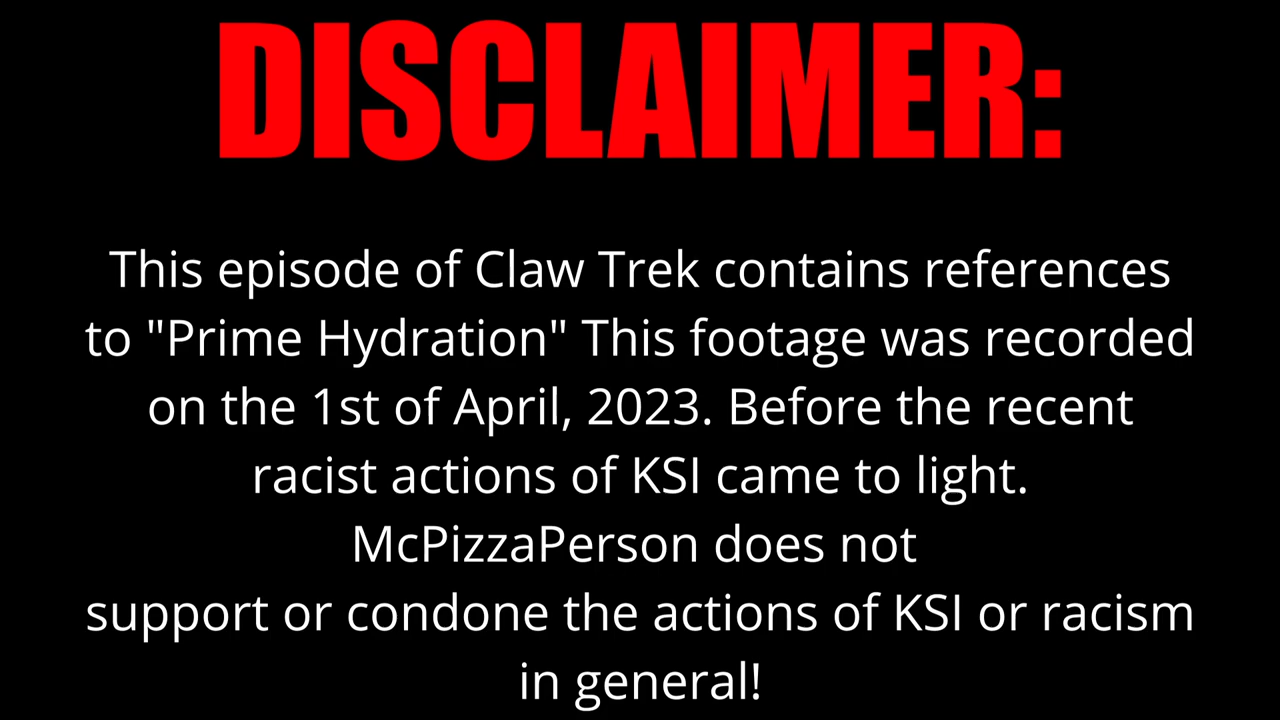 DISCLAIMER:
This episode of Claw Trek contains references
to "Prime Hydration" This footage was recorded
on the 1st of April, 2023. Before the recent
racist actions of KSI came to light.
McPizzaPerson does not
support or condone the actions of KSI or racism
in general!